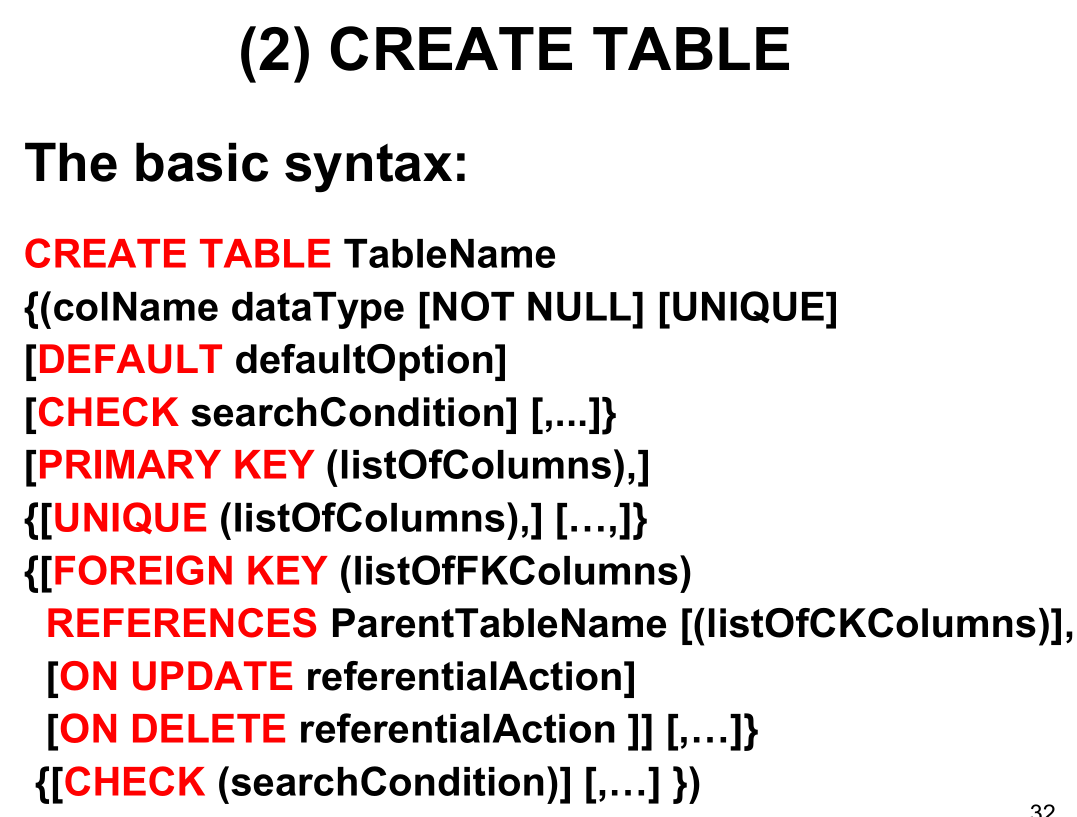 (2) CREATE TABLE
The basic syntax:
CREATE TABLE TableName
{(colName dataType [NOT NULL] [UNIQUE]
[DEFAULT defaultOption]
[CHECK searchCondition] [,...]}
[PRIMARY KEY (listOfColumns),]
{[UNIQUE (listOfColumns),] […,]}
{[FOREIGN KEY (listOfFKColumns)
REFERENCES ParentTableName [(listOfCKColumns)],
[ON UPDATE referentialAction]
[ON DELETE referentialAction ]] [,…]}
{[CHECK (searchCondition)] [,…] })
32